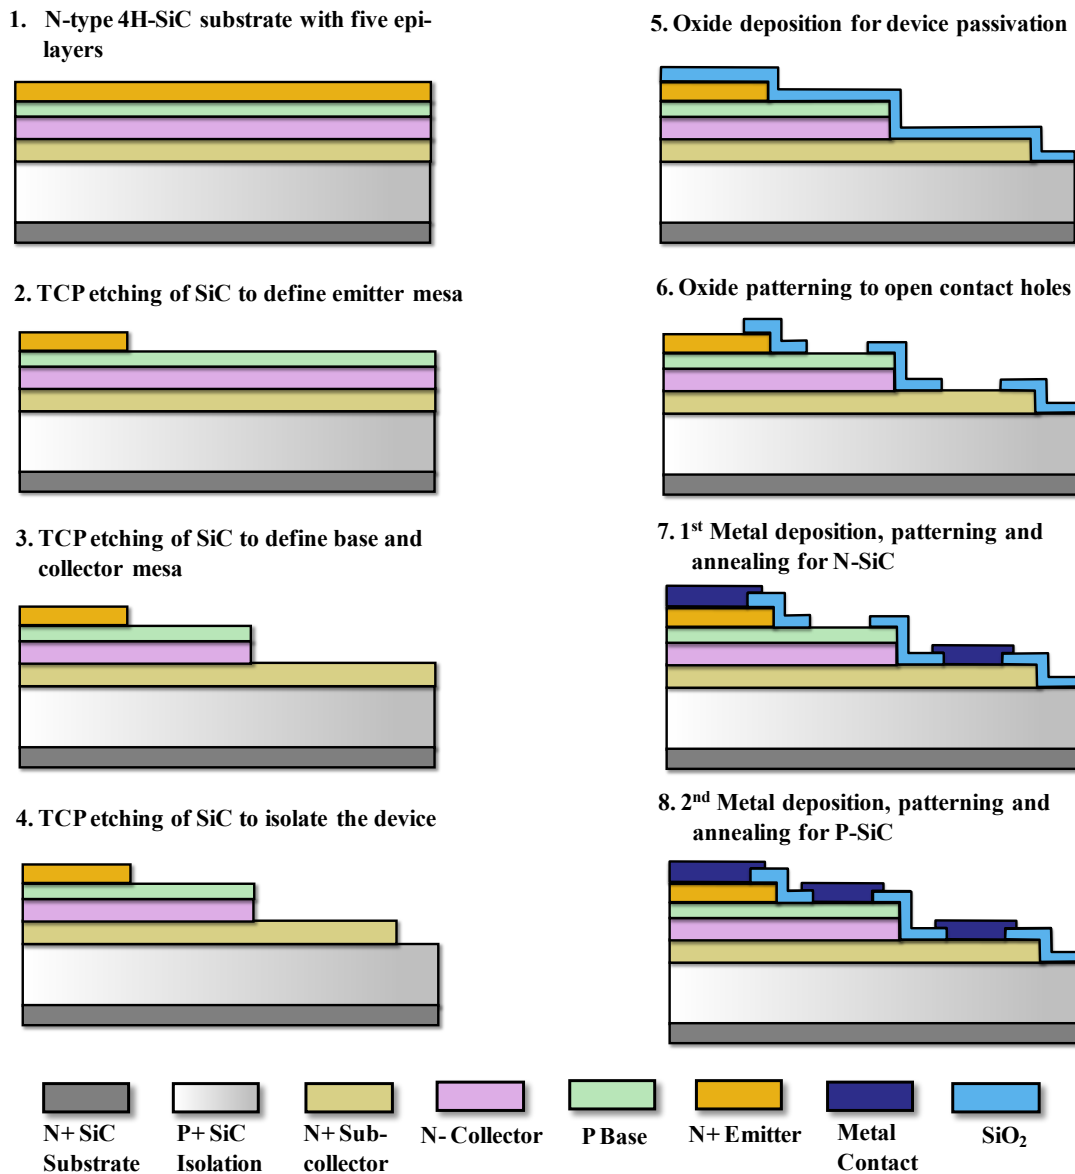 1. N-type 4H-SiC substrate with five epi-
layers
2. TCP etching of SiC to define emitter mesa
3. TCP etching of SiC to define base and
collector mesa
4. TCP etching of SiC to isolate the device
5. Oxide deposition for device passivation
6. Oxide patterning to open contact holes
7. 1st Metal deposition, patterning and
annealing for N-SiC
8. 2nd Metal deposition, patterning and
annealing for P-SiC
N+ SiC
Substrate
P+ SiC
Isolation
N+ Sub-
collector
N- Collector
P Base
N+ Emitter
Metal
Contact
SiO2